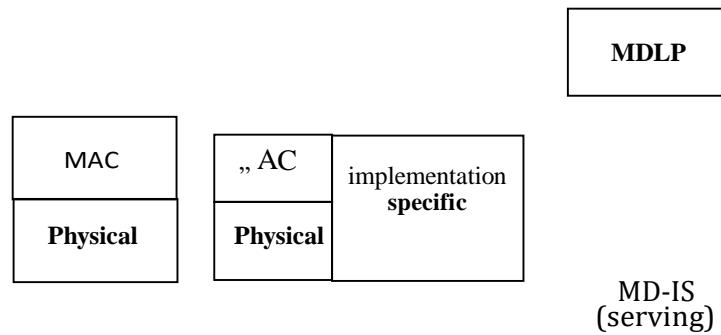 MDLP
MAC
„ AC
implementation
specific
Physical
Physical
MD-IS
(serving)